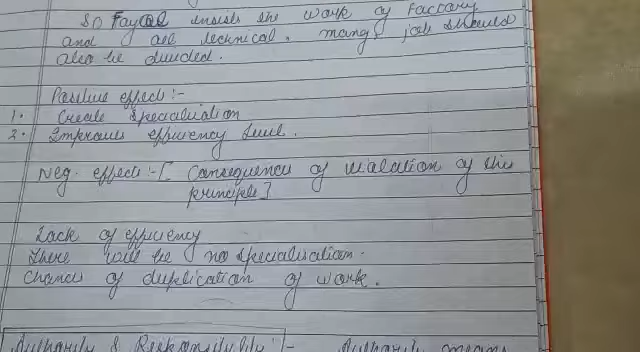 So Fayol insists the work of factory
and all technical, mang. job should
also be divided.
Positive effect :-
1. Create specialisation
2. Improves efficiency level.
Neg. effect :- [ Consequences of violation of this
principle ]
Lack of efficiency
There will be no specialisation.
Chances of duplication of work.
Authority & Responsibility :- Authority means